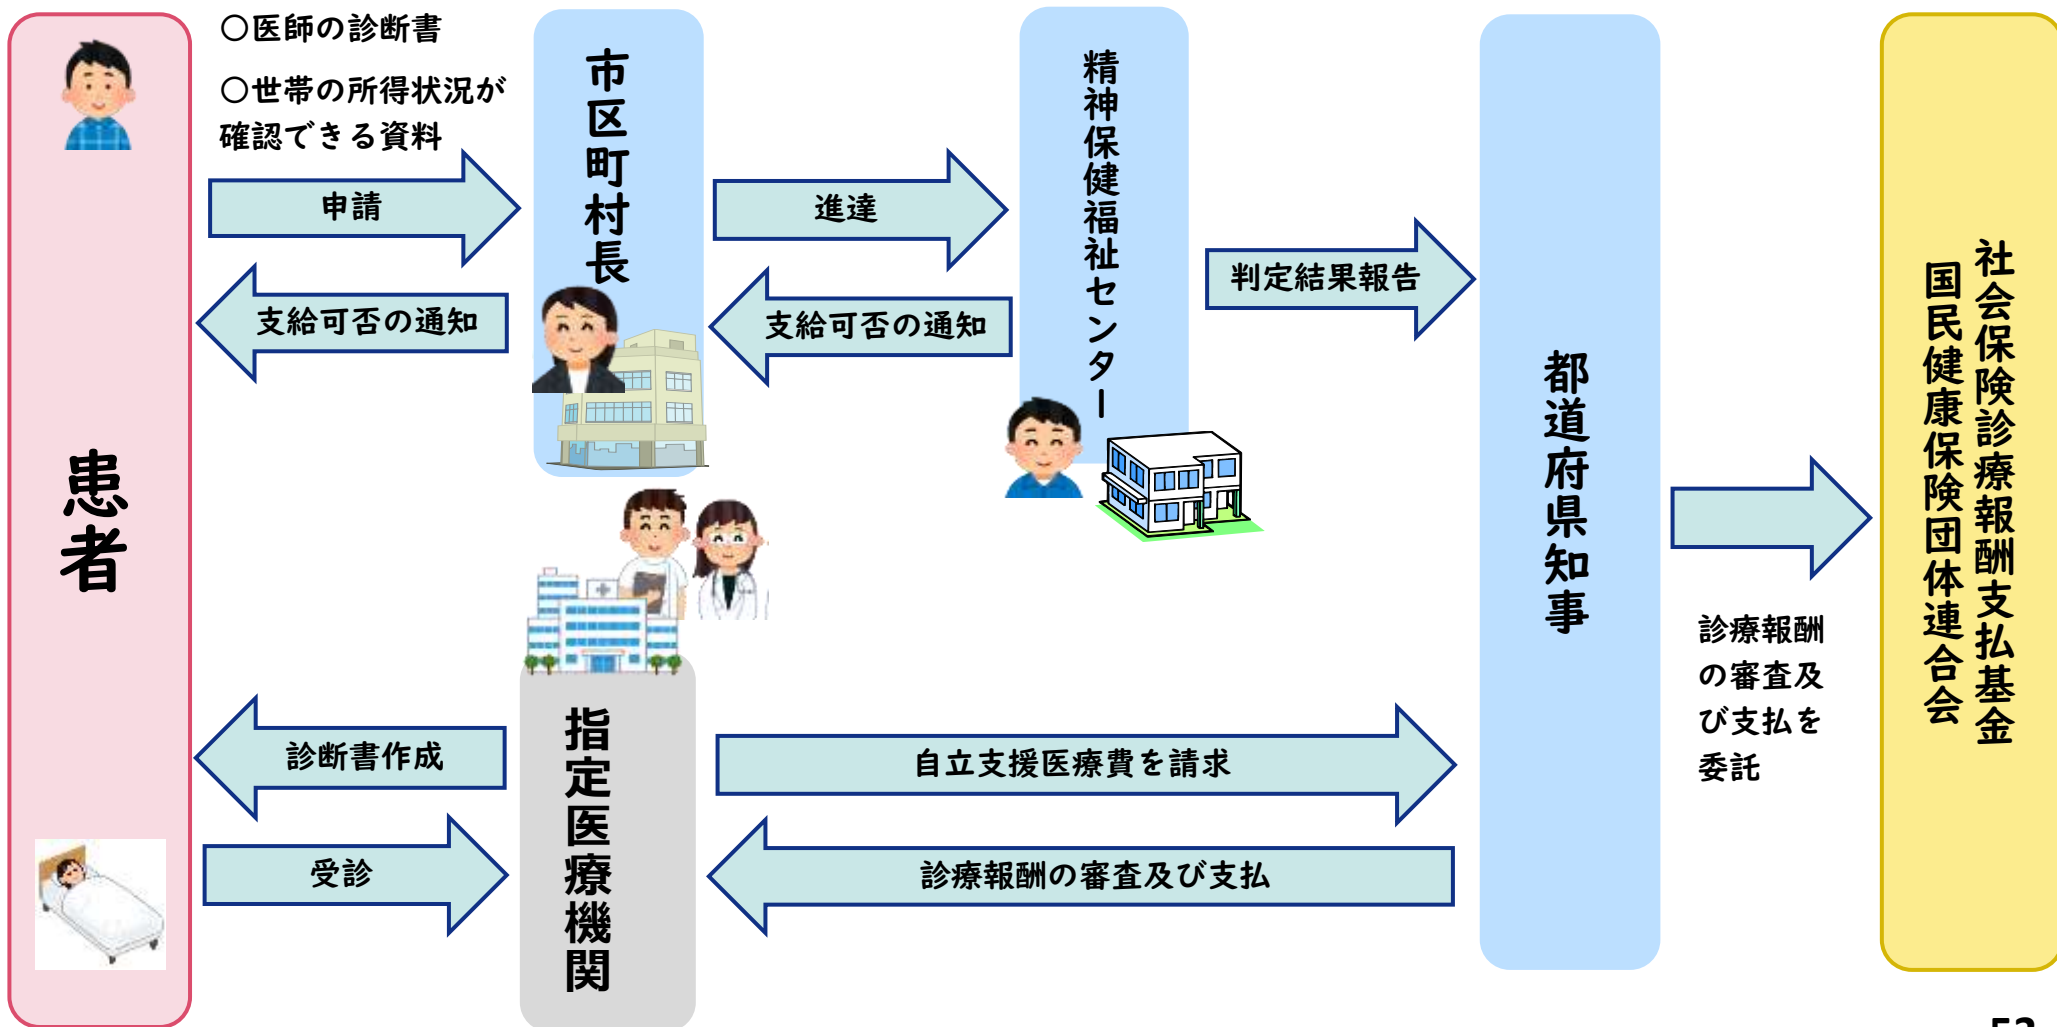 患者
〇医師の診断書
〇世帯の所得状況が
確認できる資料
申請
支給可否の通知
市区町村長
進達
支給可否の通知
精神保健福祉センター
判定結果報告
都道府県知事
診療報酬
の審査及
び支払を
委託
社会保険診療報酬支払基金
国民健康保険団体連合会
診断書作成
受診
指定医療機関
自立支援医療費を請求
診療報酬の審査及び支払